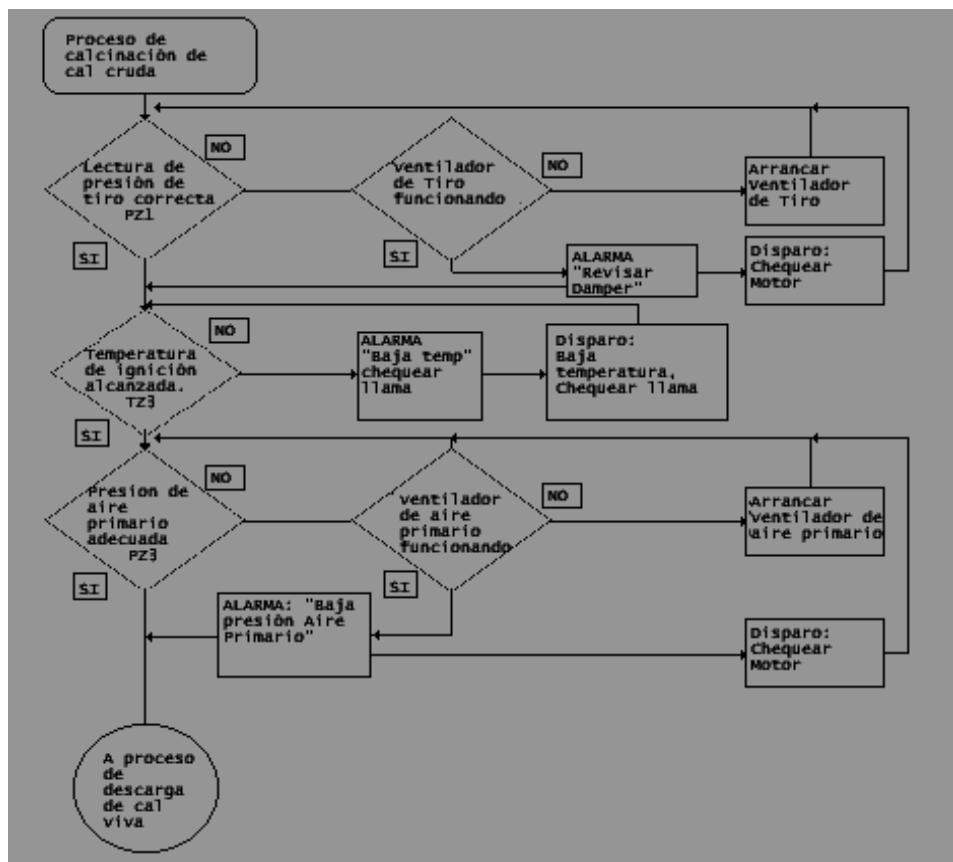 Proceso de
calcinación de
cal cruda
NO
Lectura de
presión de
tiro correcta
PZ1
SI
ventilador
de Tiro
funcionando
NO
SI
Arrancar
Ventilador
de Tiro
ALARMA
"Revisar
Damper"
Disparo:
Chequear
Motor
NO
Temperatura
de ignición
alcanzada.
TZ3
SI
ALARMA
"Baja temp"
chequear
llama
Disparo:
Baja
temperatura,
Chequear llama
NO
Presion de
aire
primario
adecuada
PZ3
SI
ventilador
de aire
primario
funcionando
NO
SI
Arrancar
Ventilador de
aire primario
ALARMA: "Baja
presión Aire
Primario"
Disparo:
Chequear
Motor
A proceso
de
descarga
de cal
viva